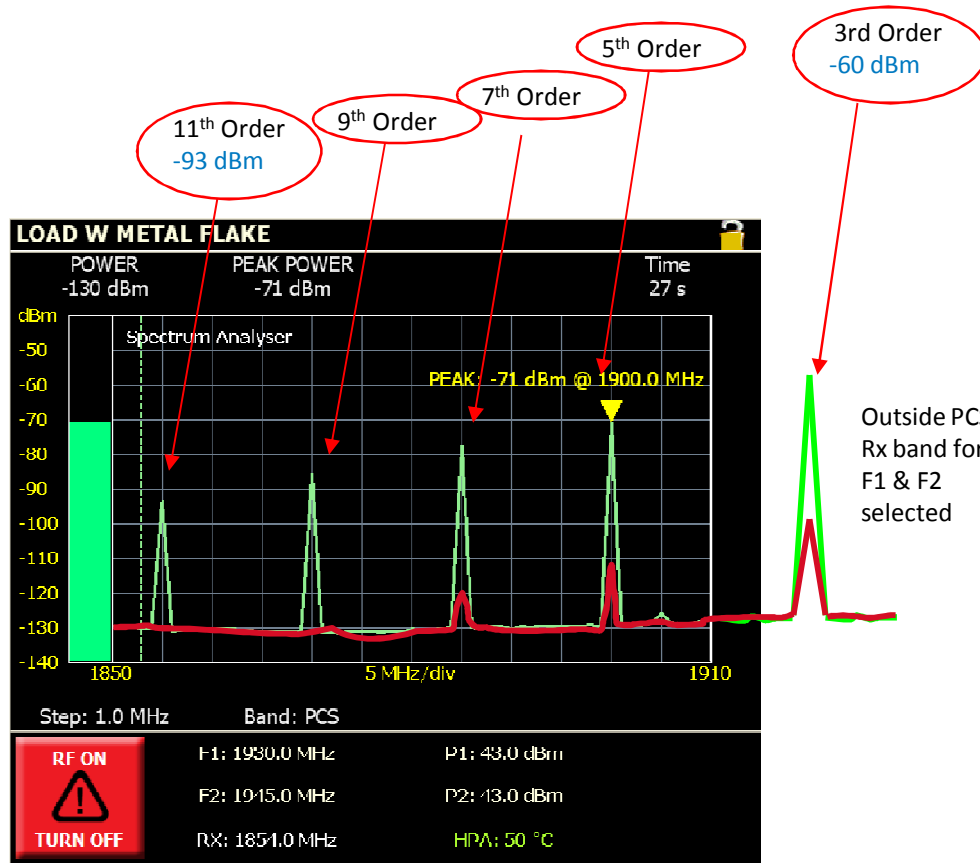 3rd Order
-60 dBm
5th Order
7th Order
9th Order
11th Order
-93 dBm
LOAD W METAL FLAKE
POWER
-130 dBm
PEAK POWER
-71 dBm
Time
27 s
dBm
Spectrum Analyser
PEAK: -71 dBm @ 1900.0 MHz
-50
-60
-70
-80
-90
-100
-110
-120
-130
-140
1850
5 MHz/div
1910
Outside PC
Rx band for
F1 & F2
selected
Step: 1.0 MHz
Band: PCS
RF ON
TURN OFF
F1: 1930.0 MHz
P1: 43.0 dBm
F2: 1945.0 MHz
P2: 43.0 dBm
RX: 1854.0 MHz
HPA: 50 °C